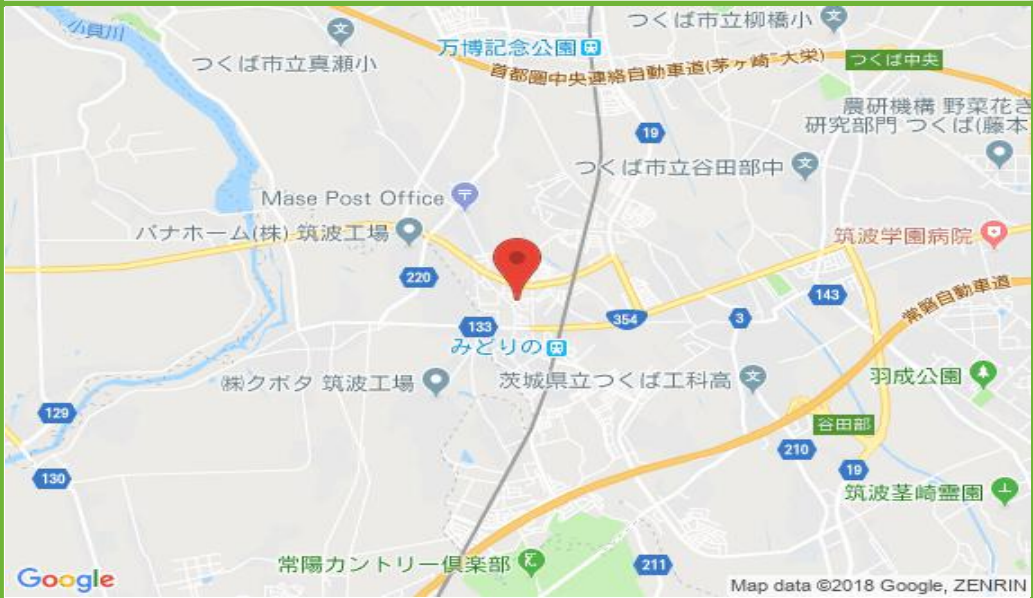 小貝川
つくば市立真瀬小
万博記念公園
つくば市立柳橋小
首都圏中央連絡自動車道(茅ヶ崎~大栄)
つくば中央
農研機構 野菜花き
研究部門 つくば(藤本
19
つくば市立谷田部中
Mase Post Office
パナホーム(株) 筑波工場
筑波学園病院
220
143
常磐自動車道
133
354
3
みどりの
(株)クボタ 筑波工場
茨城県立つくば工科高
羽成公園
129
谷田部
210
130
19
筑波茎崎霊園
常陽カントリー倶楽部
211
Google
Map data ©2018 Google, ZENRIN